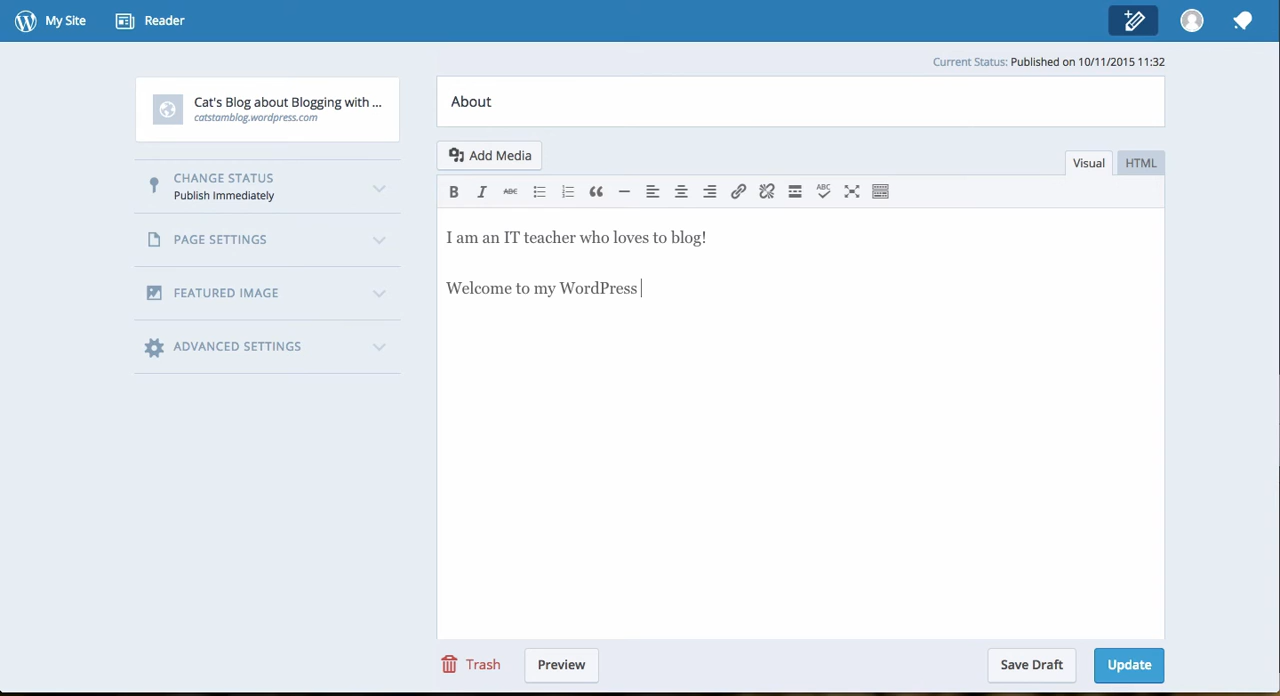 My Site
Reader
Current Status: Published on 10/11/2015 11:32
Cat's Blog about Blogging with ...
catstamblog.wordpress.com
CHANGE STATUS
Publish Immediately
PAGE SETTINGS
FEATURED IMAGE
ADVANCED SETTINGS
About
Add Media
Visual
HTML
B I ABC
ABC
I am an IT teacher who loves to blog!
Welcome to my WordPress
Trash
Preview
Save Draft
Update